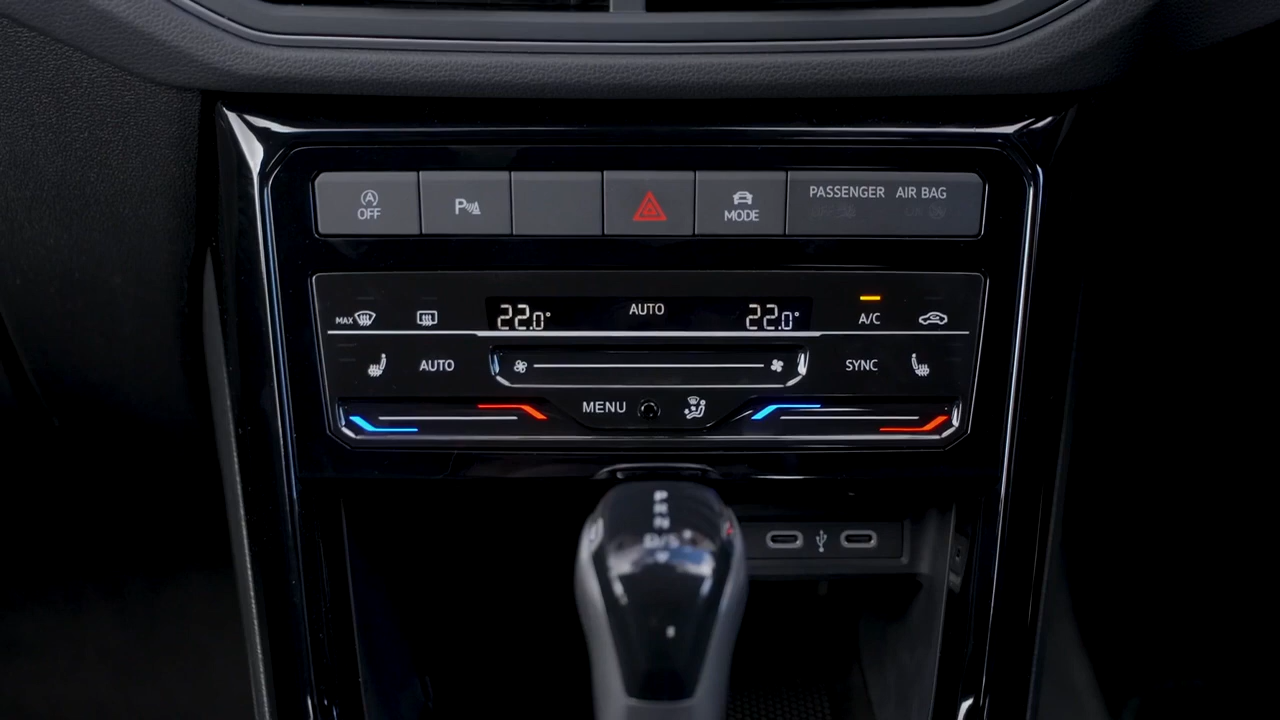 PASSENGER AIR BAG
A
OFF
P
MODE
22.0° AUTO 22.0°
MAX
A/C
AUTO
SYNC
MENU
P
R
N
D/S